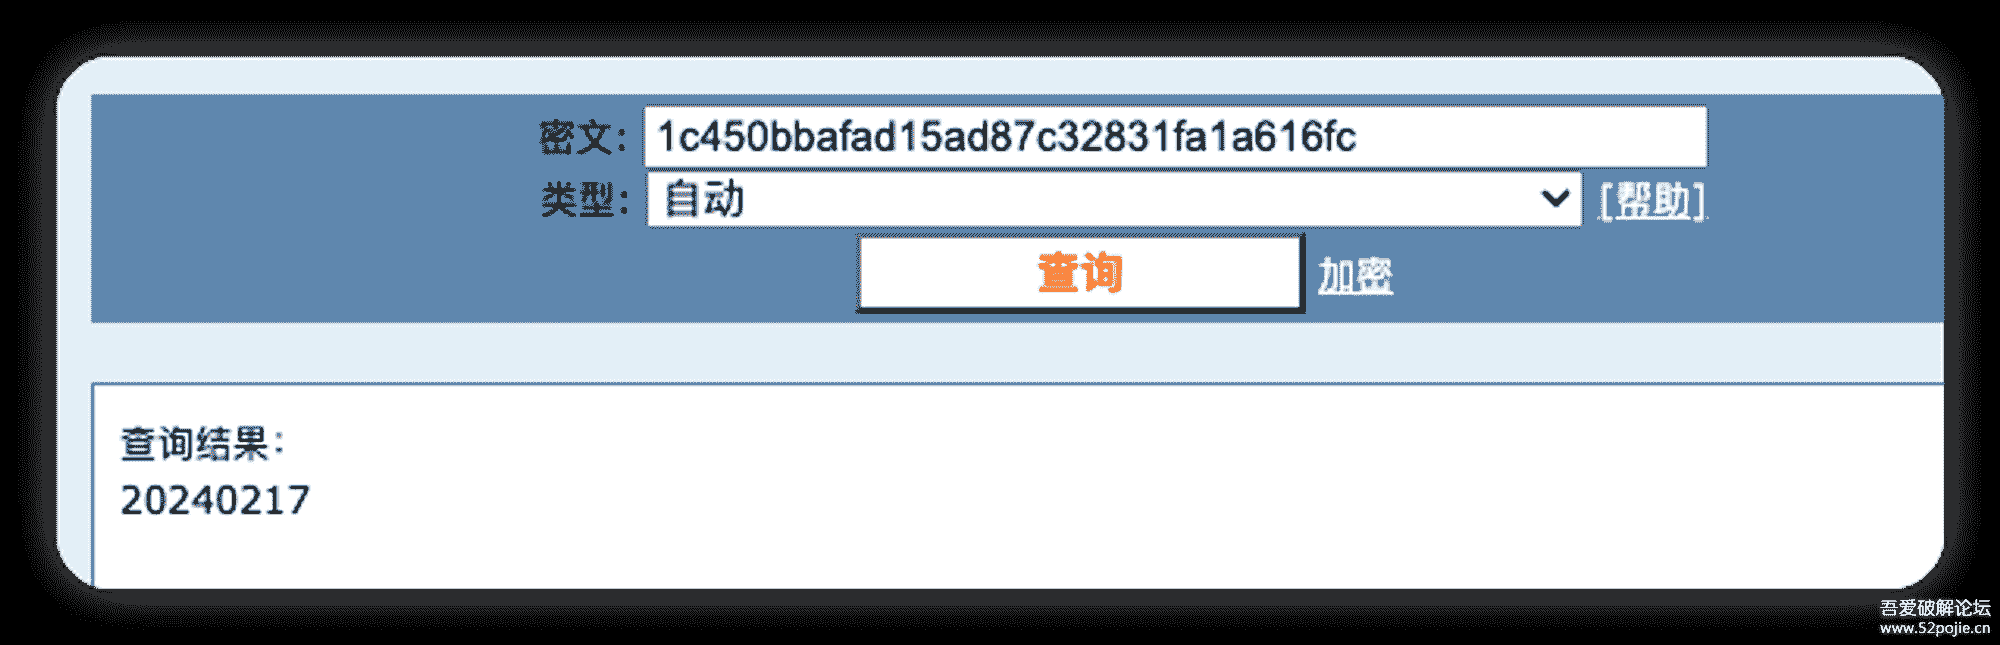 密文： 1c450bbafad15ad87c32831fa1a616fc
类型： 自动 [帮助]
查询 加密
查询结果：
20240217
吾爱破解论坛
www.52pojie.cn